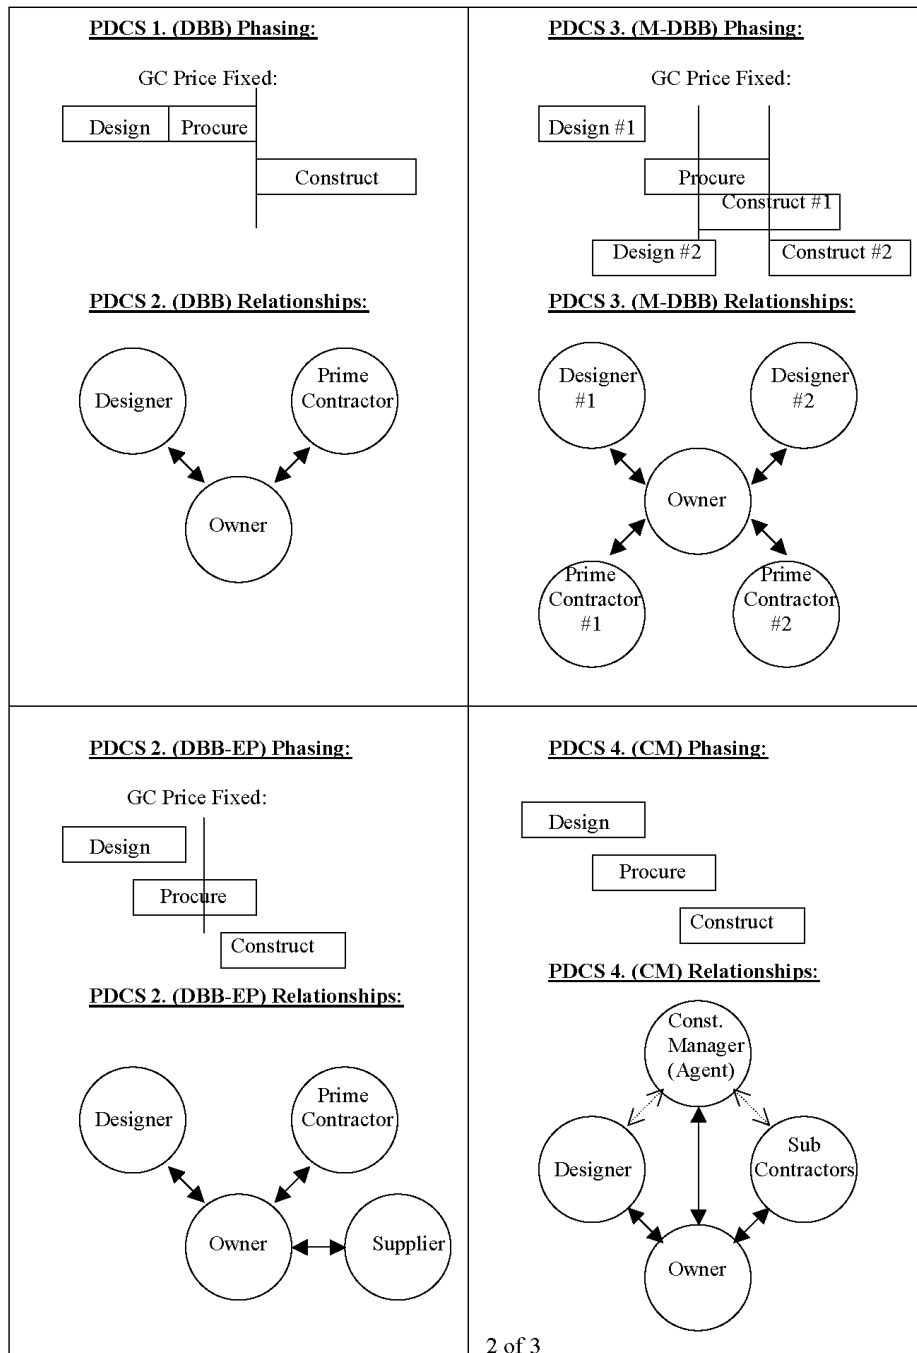 PDCS 1. (DBB) Phasing:
GC Price Fixed:
Design
Procure
Construct
PDCS 2. (DBB) Relationships:
Designer
Prime
Contractor
Owner
PDCS 3. (M-DBB) Phasing:
GC Price Fixed:
Design #1
Procure
Construct #1
Design #2
Construct #2
PDCS 3. (M-DBB) Relationships:
Designer
#1
Designer
#2
Owner
Prime
Contractor
#1
Prime
Contractor
#2
PDCS 2. (DBB-EP) Phasing:
GC Price Fixed:
Design
Procure
Construct
PDCS 2. (DBB-EP) Relationships:
Designer
Prime
Contractor
Owner
Supplier
PDCS 4. (CM) Phasing:
Design
Procure
Construct
PDCS 4. (CM) Relationships:
Const.
Manager
(Agent)
Designer
Sub
Contractors
Owner
2 of 3